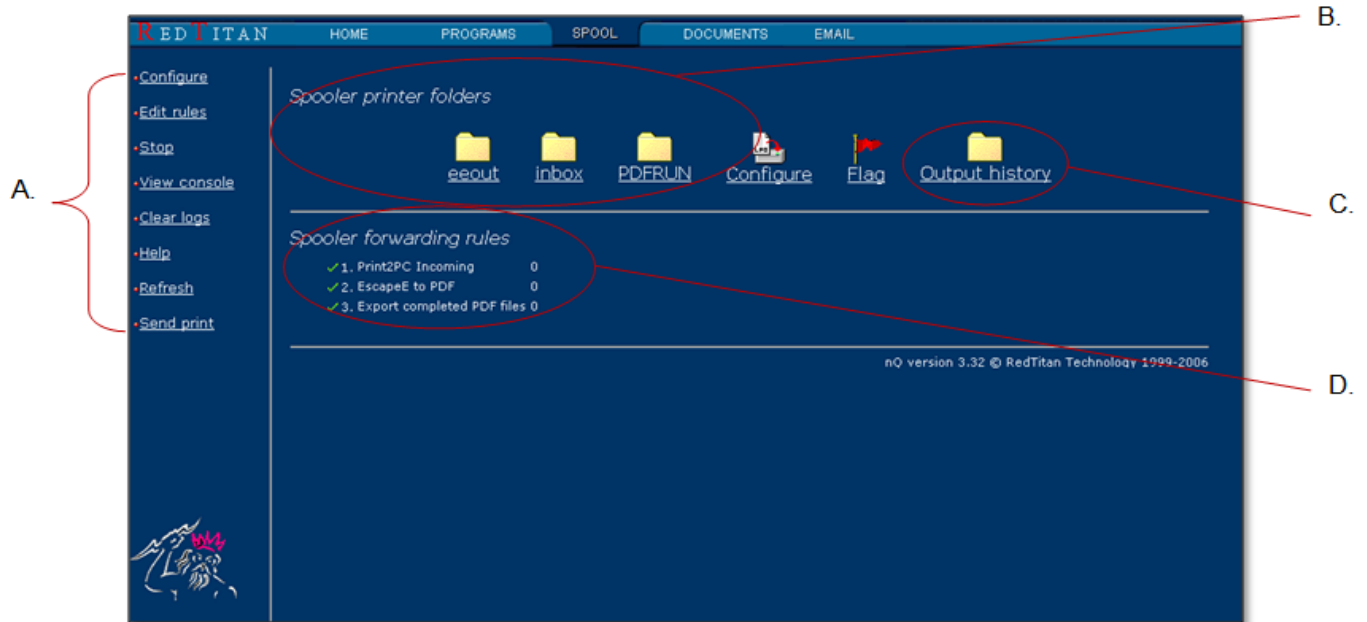 B.
REDTITAN HOME PROGRAMS SPOOL DOCUMENTS EMAIL
A.
Configure
Edit rules
Stop
View console
Clear logs
Help
Refresh
Send print
Spooler printer folders
eeout inbox PDFRUN Configure Flag Output history
C.
Spooler forwarding rules
1. Print2PC Incoming 0
2. EscapeE to PDF 0
3. Export completed PDF files 0
nQ version 3.32 © RedTitan Technology 1999-2006
D.